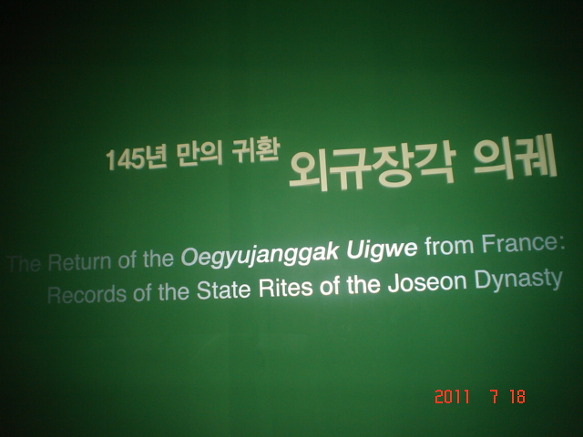 145년 만의 귀환 외규장각 의궤
The Return of the Oegyujanggak Uigwe from France:
Records of the State Rites of the Joseon Dynasty
2011 7 18